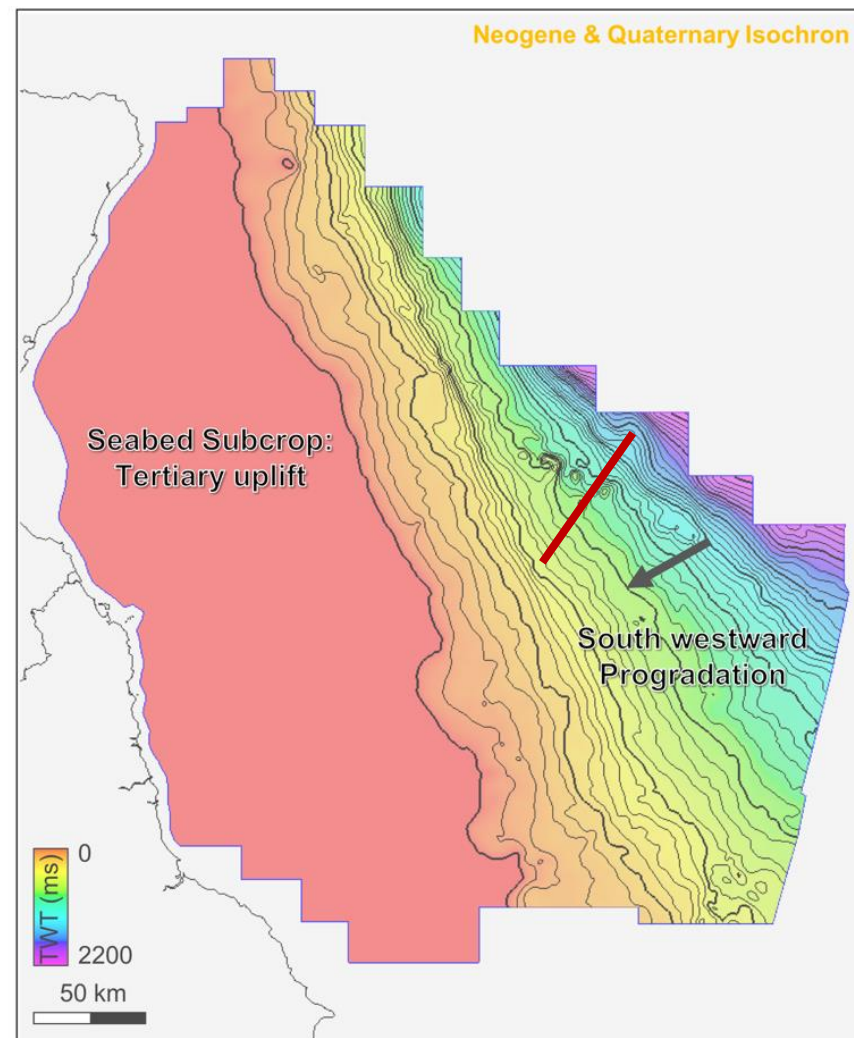 Neogene & Quaternary Isochron
Seabed Subcrop:
Tertiary uplift
South westward
Progradation
TWT (ms)
0
2200
50 km